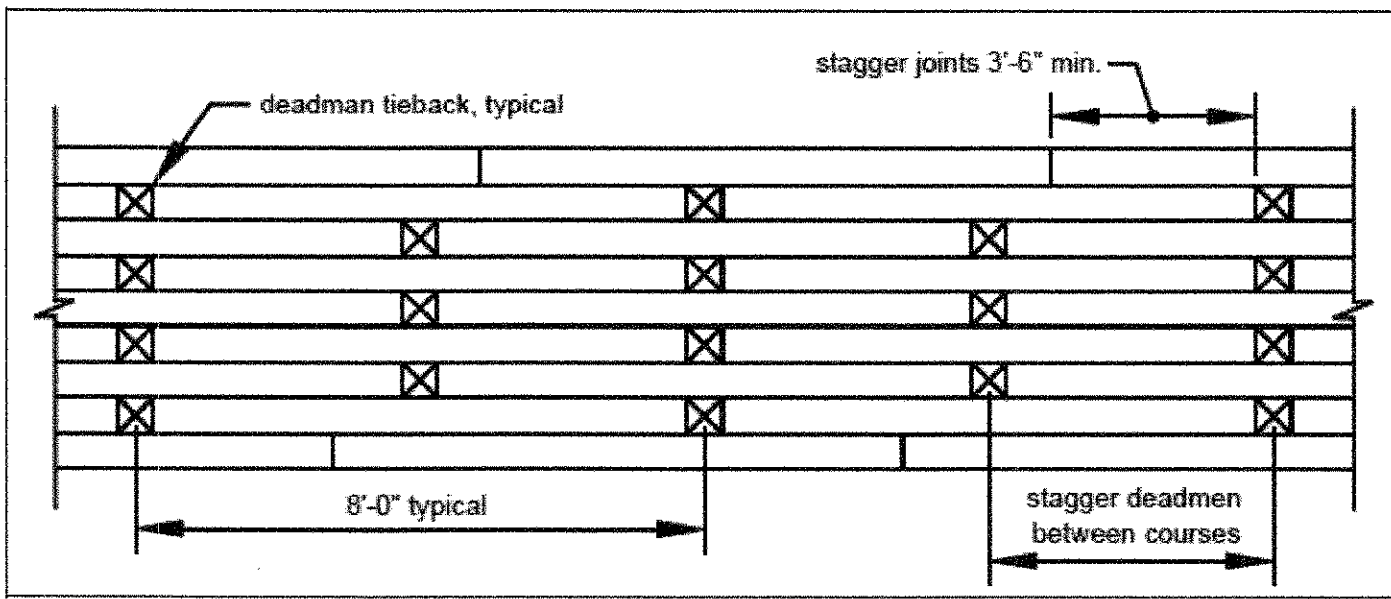 stagger joints 3'-6" min.
deadman tieback, typical
8'-0" typical
stagger deadmen
between courses